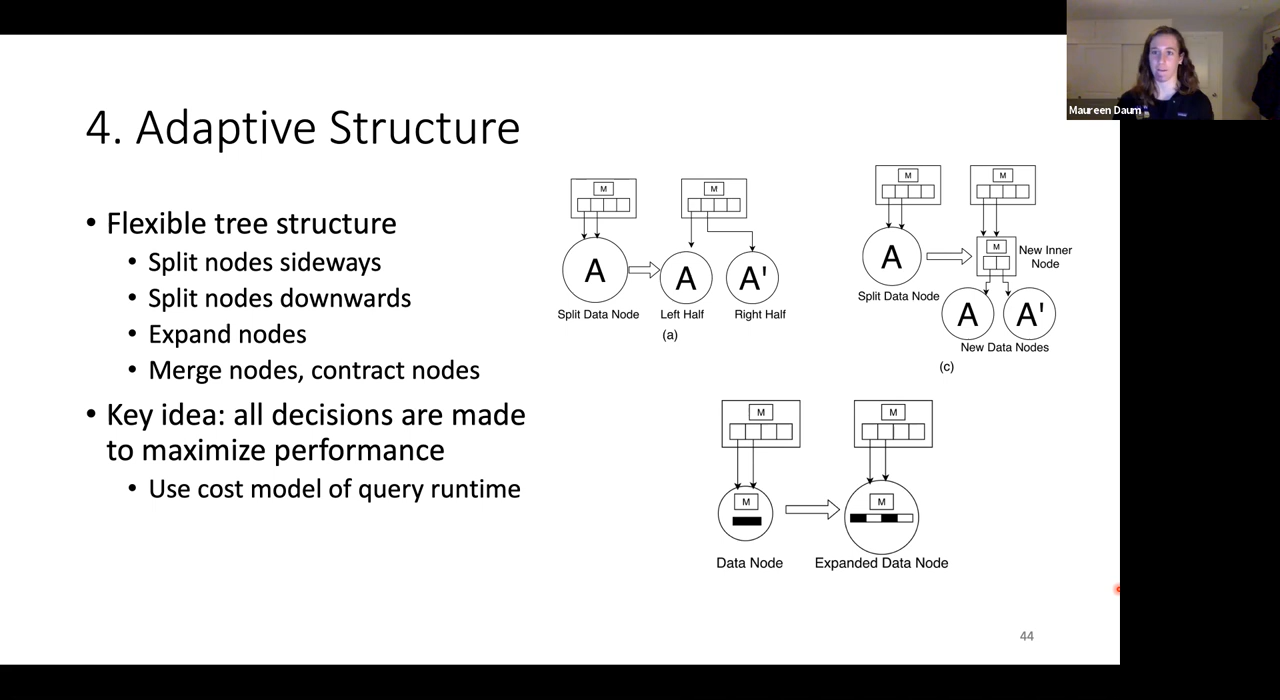 Maureen Daum
4. Adaptive Structure
• Flexible tree structure
• Split nodes sideways
• Split nodes downwards
• Expand nodes
• Merge nodes, contract nodes
• Key idea: all decisions are made
to maximize performance
• Use cost model of query runtime
M
M
A
A
A'
Split Data Node
Left Half
Right Half
(a)
M
M
A
M
New Inner
Node
Split Data Node
A
A'
New Data Nodes
(c)
M
M
M
M
Data Node
Expanded Data Node
44